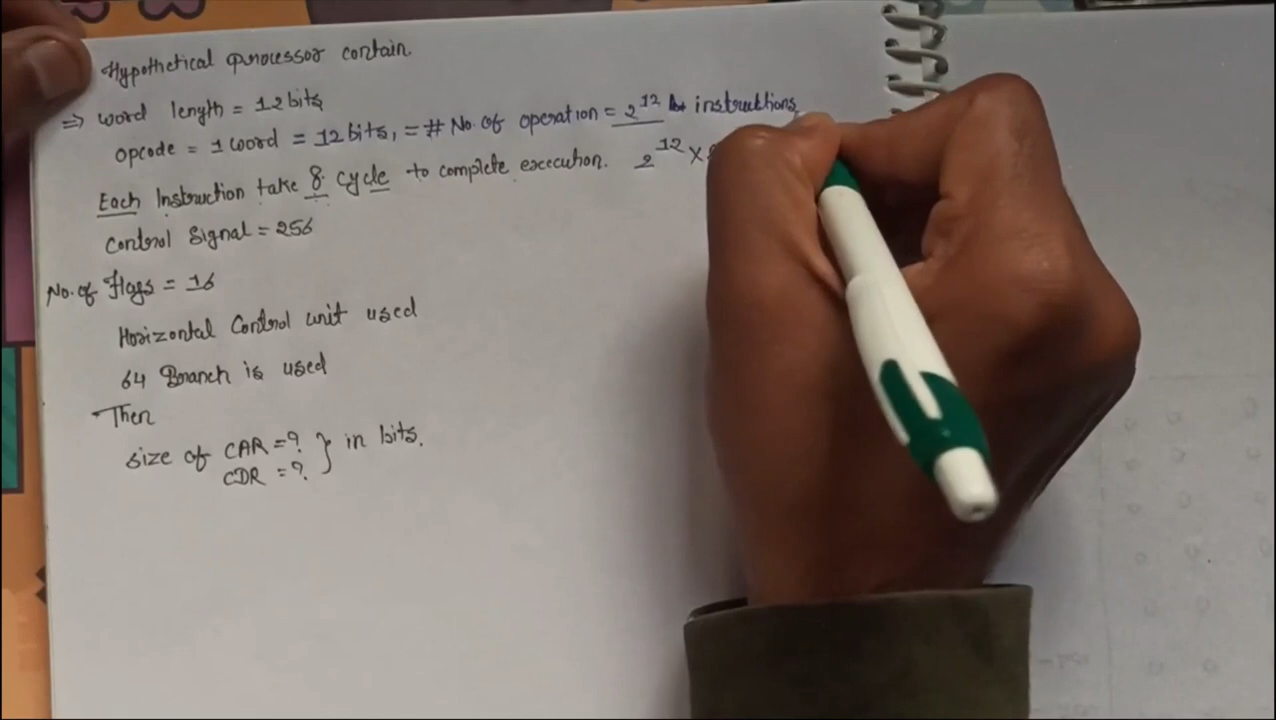 Hypothetical processor contain.
⇒ word length = 12 bits
opcode = 1 word = 12 bits, = # No. of operation = 2^12 instructions,
Each Instruction take 8 cycle to complete execution. 2^12 ×
Control Signal = 256
No. of Flags = 16
Horizontal Control unit used
64 Branch is used
Then
size of CAR = ? } in bits.
CDR = ?